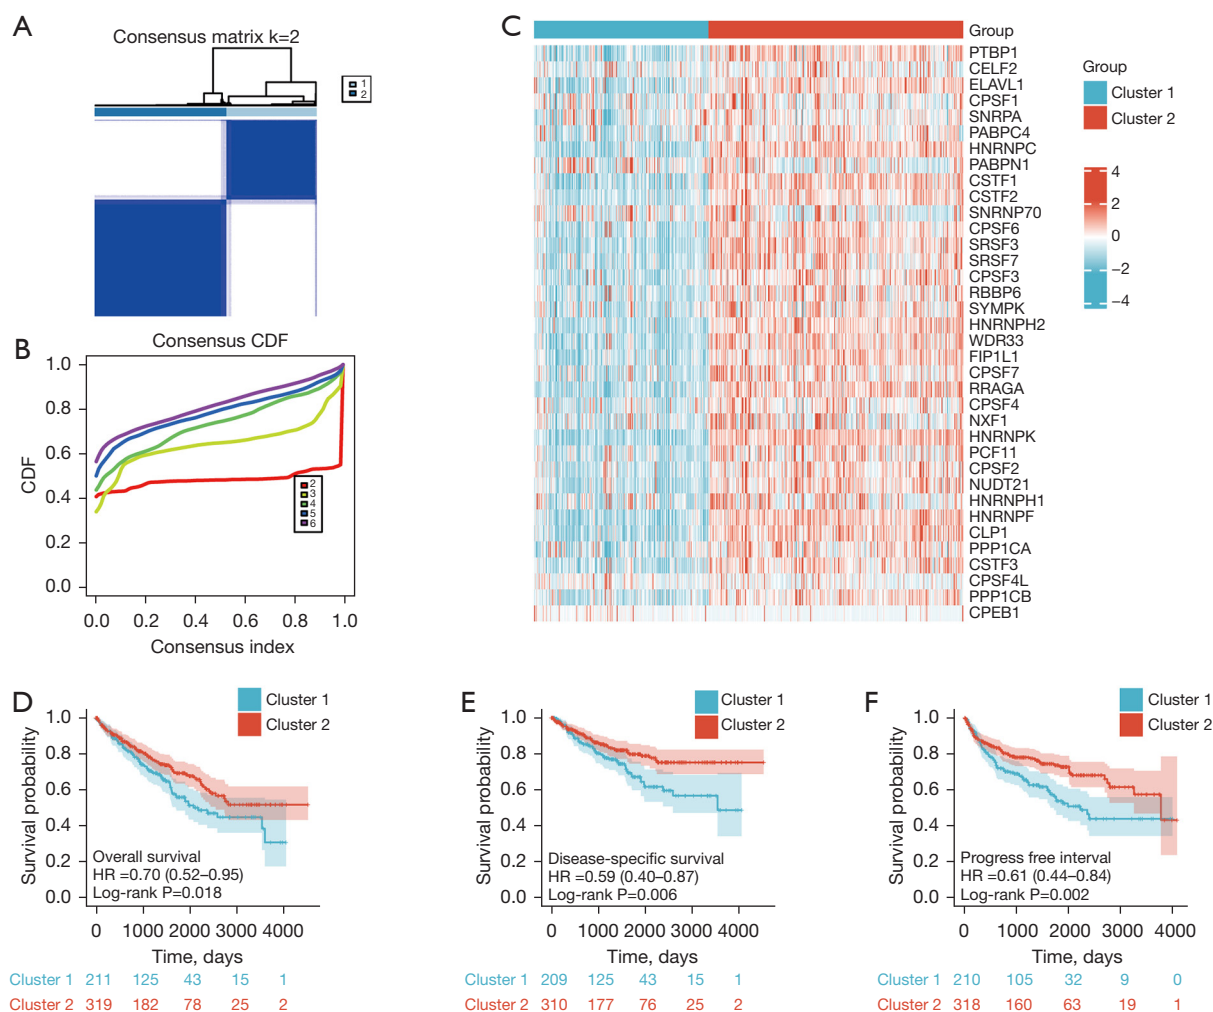 A
Consensus matrix k=2
1
2
B
Consensus CDF
CDF
1.0
0.8
0.6
0.4
0.2
0.0
2
3
4
5
6
0.0 0.2 0.4 0.6 0.8 1.0
Consensus index
C
Group
PTBP1
CELF2
ELAVL1
CPSF1
SNRPA
PABPC4
HNRNPC
PABPN1
CSTF1
CSTF2
SNRNP70
CPSF6
SRSF3
SRSF7
CPSF3
RBBP6
SYMPK
HNRNPH2
WDR33
FIP1L1
CPSF7
RRAGA
CPSF4
NXF1
HNRNPK
PCF11
CPSF2
NUDT21
HNRNPH1
HNRNPF
CLP1
PPP1CA
CSTF3
CPSF4L
PPP1CB
CPEB1
Group
Cluster 1
Cluster 2
4
2
0
−2
−4
D
Cluster 1
Cluster 2
Survival probability
1.0
0.8
0.6
0.4
0.2
0.0
Overall survival
HR =0.70 (0.52–0.95)
Log-rank P=0.018
0 1000 2000 3000 4000
Time, days
Cluster 1 211 125 43 15 1
Cluster 2 319 182 78 25 2
E
Cluster 1
Cluster 2
Survival probability
1.0
0.8
0.6
0.4
0.2
0.0
Disease-specific survival
HR =0.59 (0.40–0.87)
Log-rank P=0.006
0 1000 2000 3000 4000
Time, days
Cluster 1 209 125 43 15 1
Cluster 2 310 177 76 25 2
F
Cluster 1
Cluster 2
Survival probability
1.0
0.8
0.6
0.4
0.2
0.0
Progress free interval
HR =0.61 (0.44–0.84)
Log-rank P=0.002
0 1000 2000 3000 4000
Time, days
Cluster 1 210 105 32 9 0
Cluster 2 318 160 63 19 1